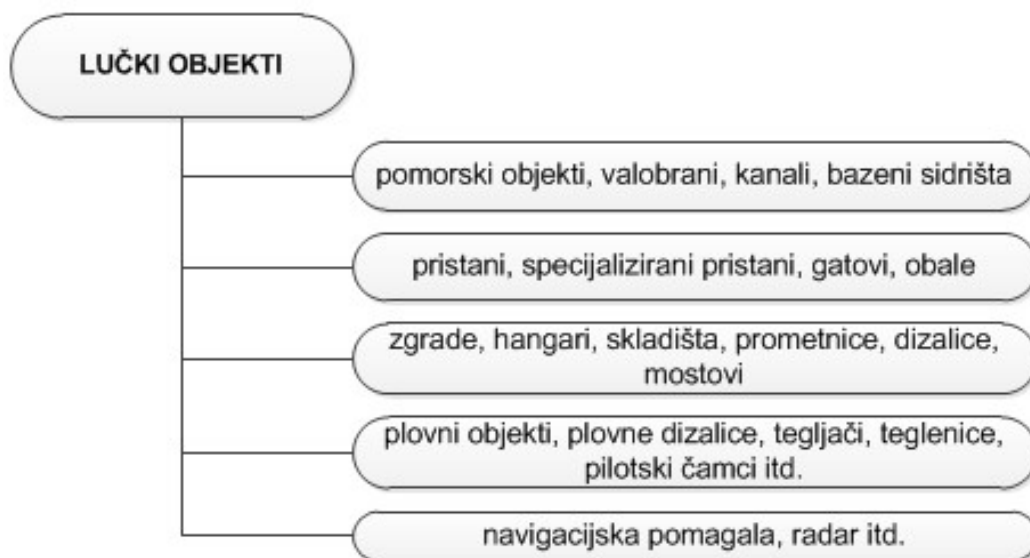 LUČKI OBJEKTI
pomorski objekti, valobrani, kanali, bazeni sidrišta
pristani, specijalizirani pristani, gatovi, obale
zgrade, hangari, skladišta, prometnice, dizalice,
mostovi
plovni objekti, plovne dizalice, tegljači, teglenice,
pilotski čamci itd.
navigacijska pomagala, radar itd.